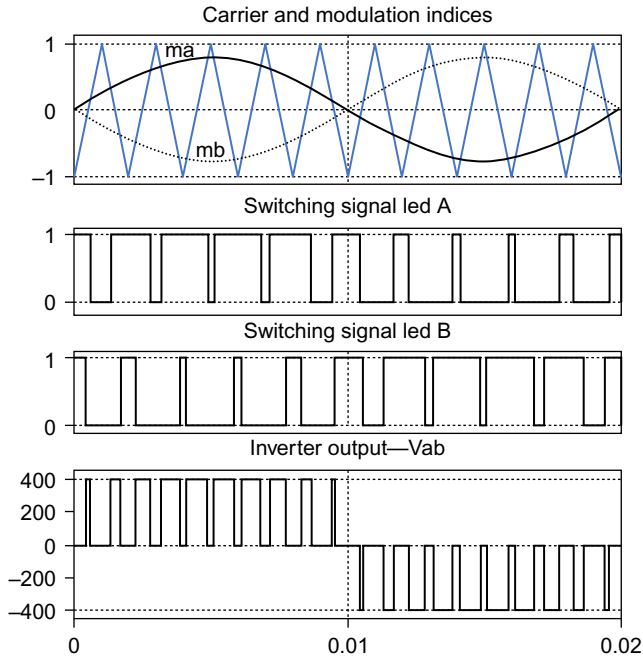 Carrier and modulation indices
1
ma
0
mb
–1
Switching signal led A
1
0
Switching signal led B
1
0
Inverter output—Vab
400
200
0
–200
–400
0 0.01 0.02